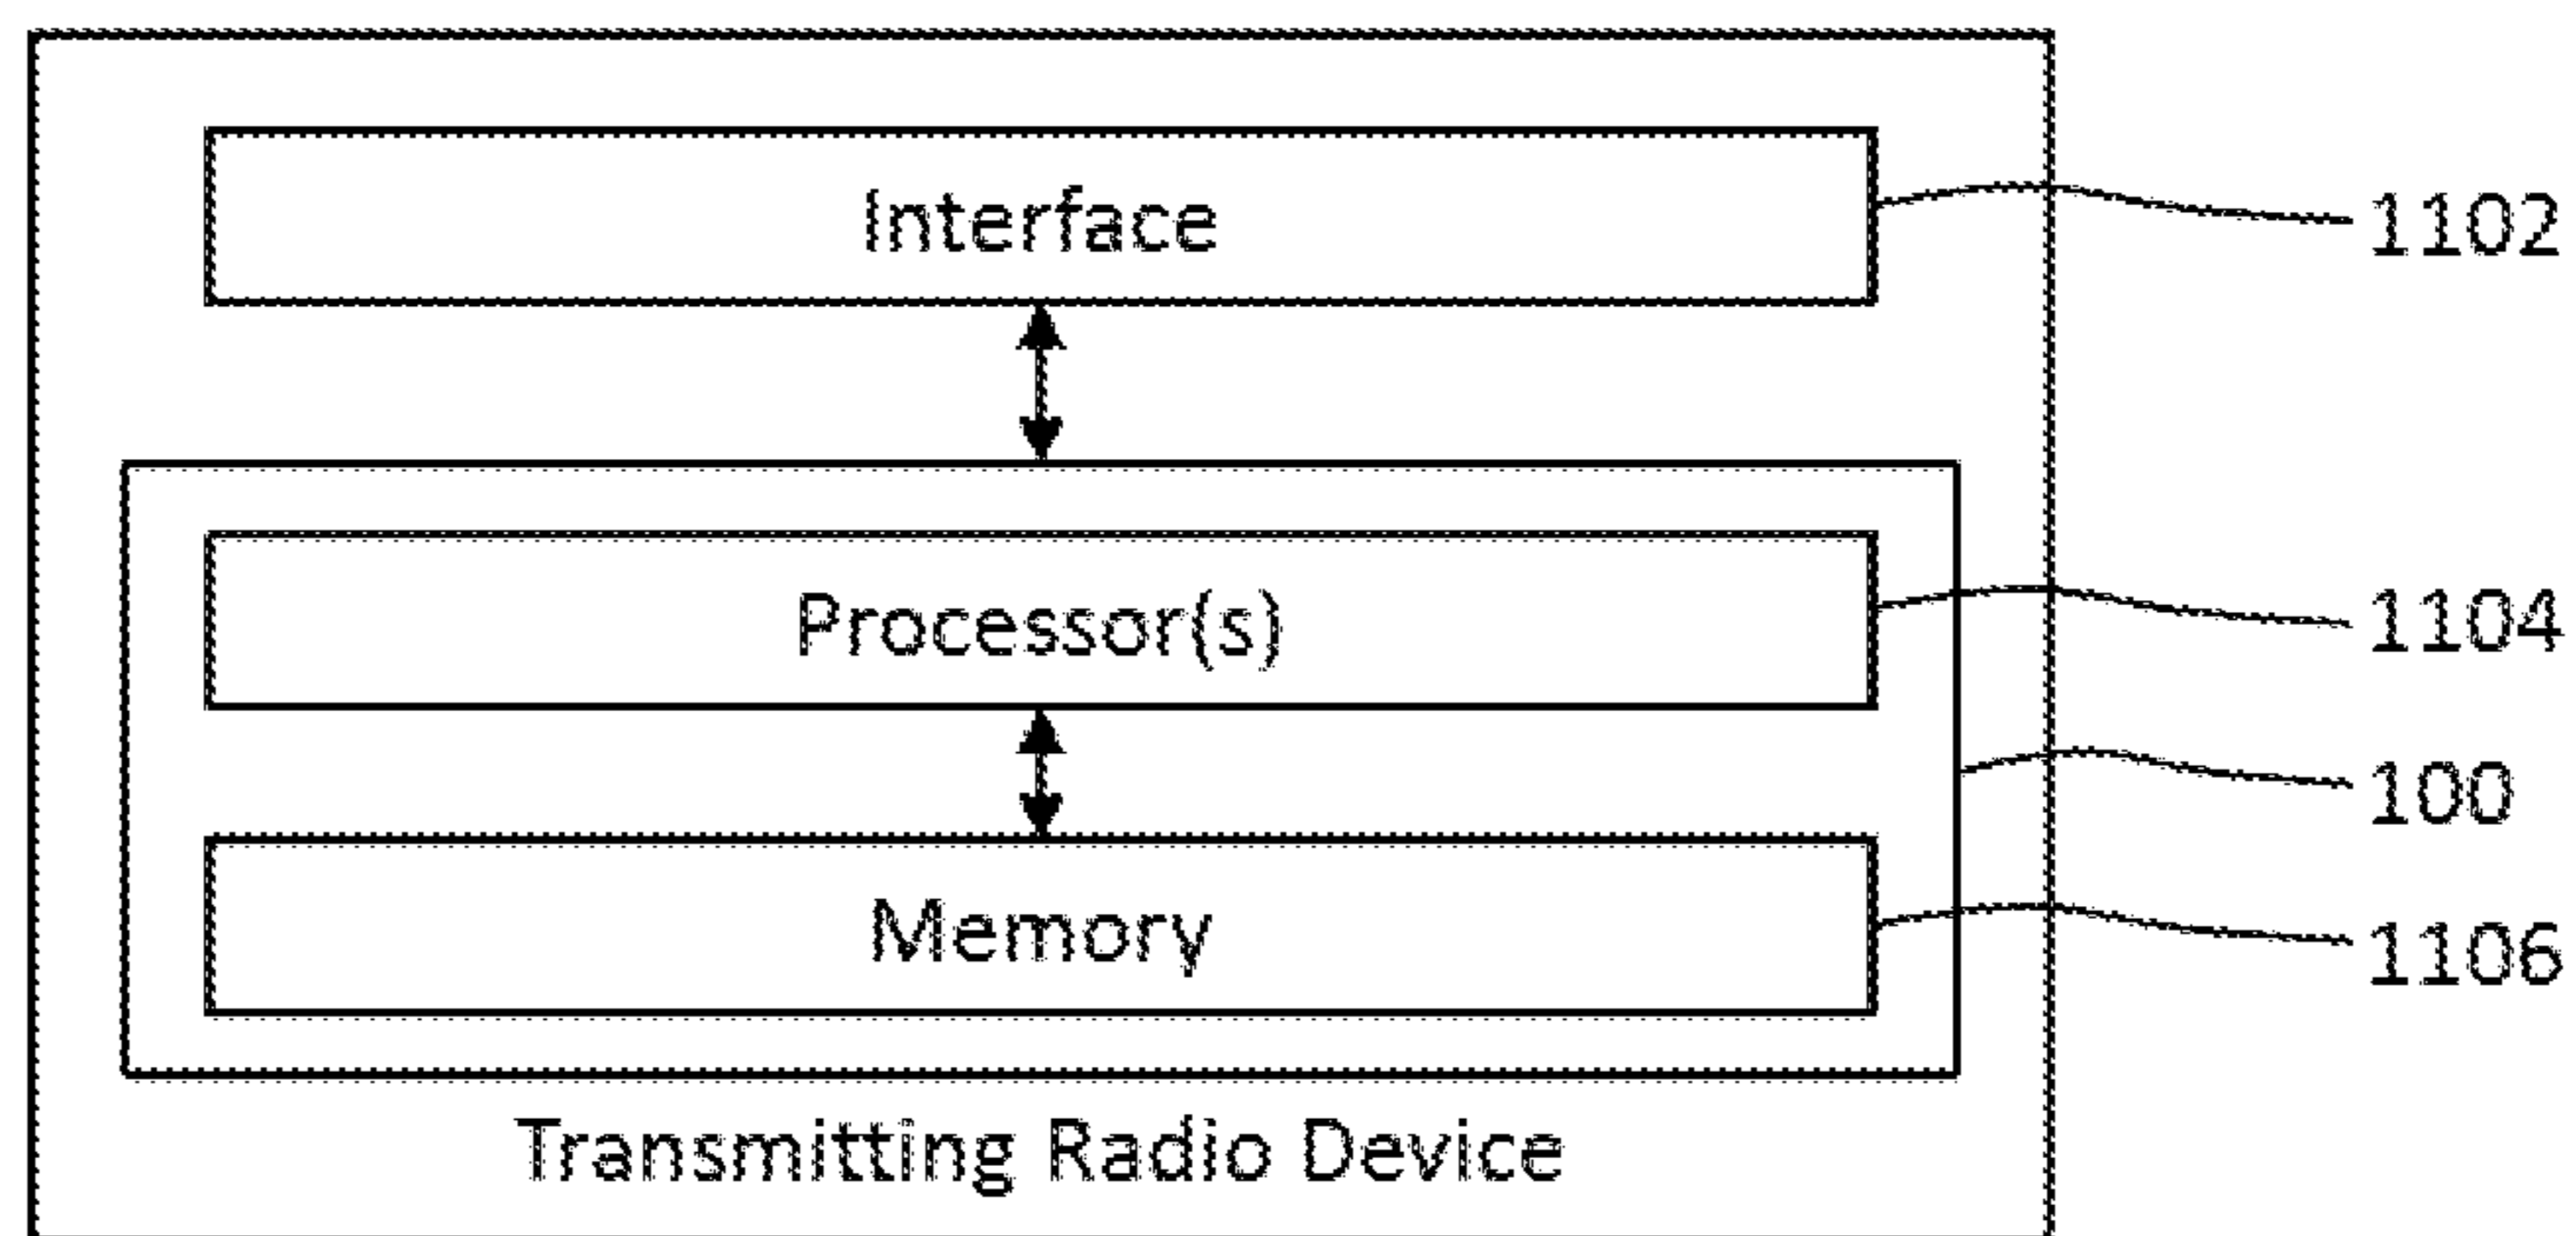 Interface
1102
Processor(s)
1104
100
Memory
1106
Transmitting Radio Device